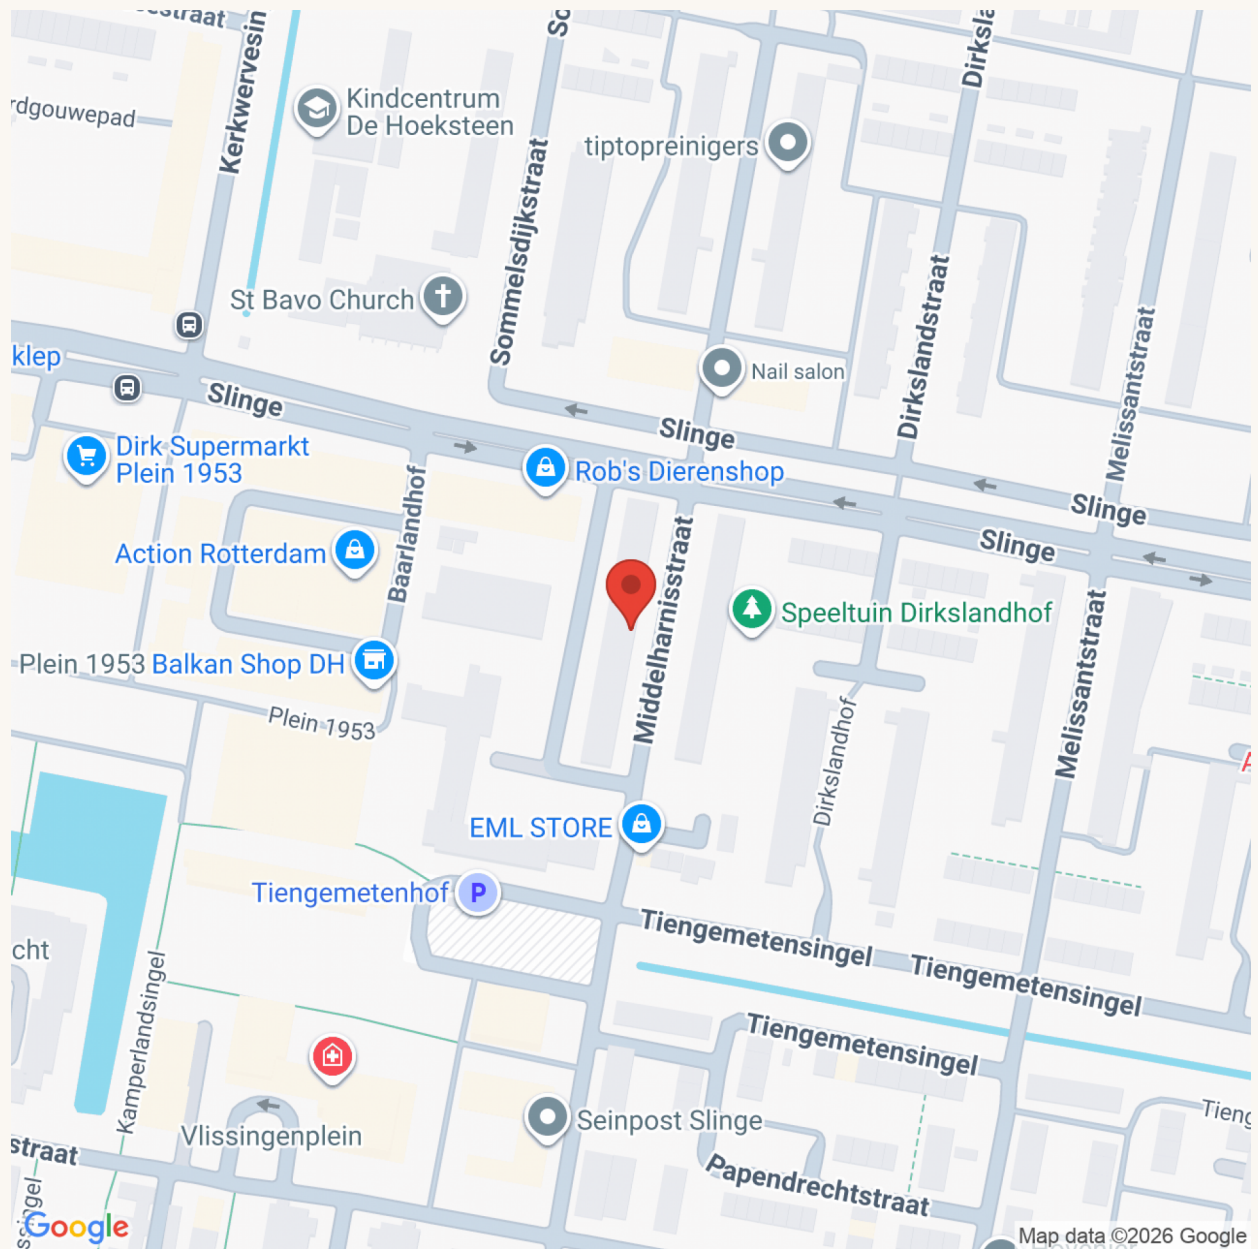 Kerkwervesin
Dirksla
rdgouwepad
Kindcentrum
De Hoeksteen
tiptopreinigers
Sommelsdijkstraat
St Bavo Church
Dirkslandstraat
Melissantstraat
klep
Nail salon
Slinge
Slinge
Dirk Supermarkt
Plein 1953
Rob's Dierenshop
Slinge
Slinge
Baarlandhof
Action Rotterdam
Middelharnisstraat
Speeltuin Dirkslandhof
Plein 1953
Balkan Shop DH
Plein 1953
Melissantstraat
Dirkslandhof
EML STORE
Tiengemetenhof
P
Tiengemetensingel
Tiengemetensingel
cht
Kamperlandsingel
Tiengemetensingel
Tieng
Seinpost Slinge
Vlissingenplein
straat
Papendrechtstraat
ssingel
Google
Map data ©2026 Google